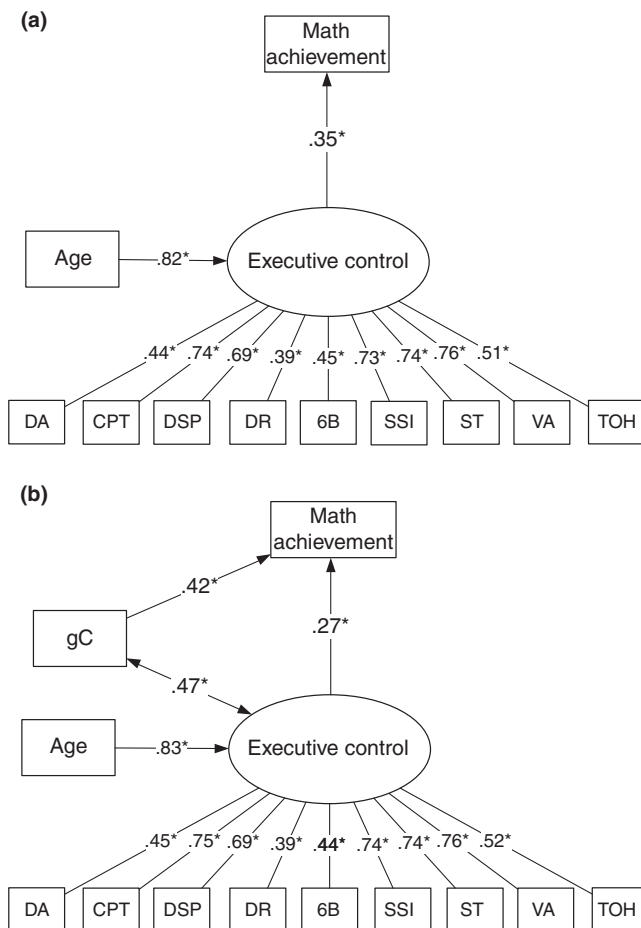 (a)
Math
achievement
.35*
Age
.82*
Executive control
.44* .74* .69* .39* .45* .73* .74* .76* .51*
DA CPT DSP DR 6B SSI ST VA TOH
(b)
Math
achievement
.42*
.27*
gC
.47*
Age
.83*
Executive control
.45* .75* .69* .39* .44* .74* .74* .76* .52*
DA CPT DSP DR 6B SSI ST VA TOH